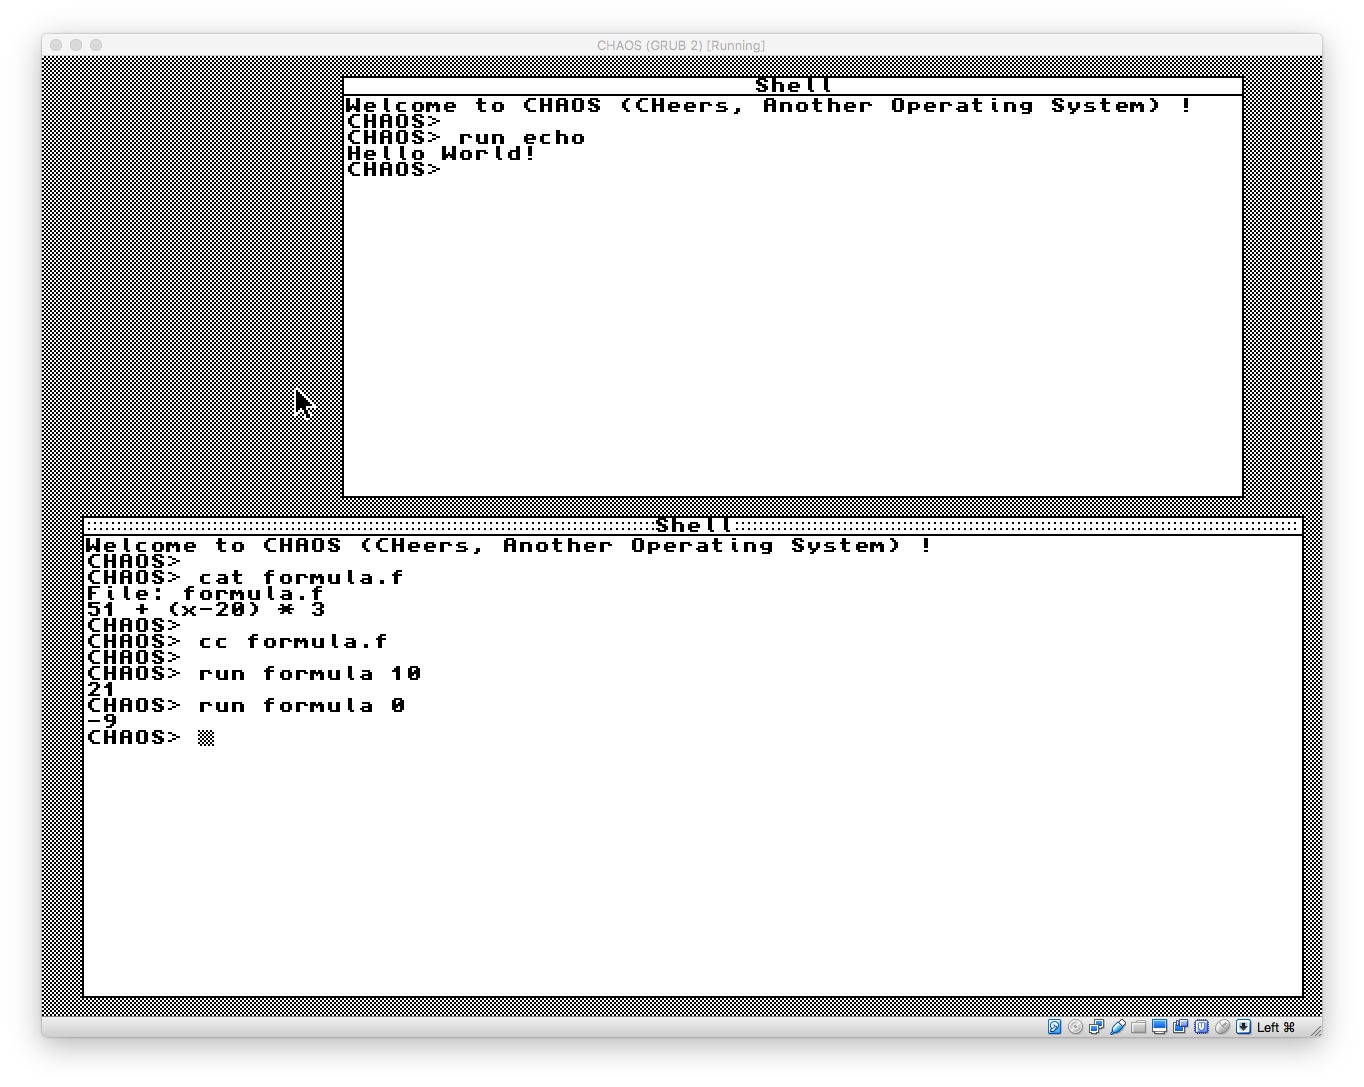 CHAOS (GRUB 2) [Running]
Shell
Welcome to CHAOS (CHeers, Another Operating System) !
CHAOS>
CHAOS> run echo
Hello World!
CHAOS>
Shell
Welcome to CHAOS (CHeers, Another Operating System) !
CHAOS>
CHAOS> cat formula.f
File: formula.f
51 + (x-20) * 3
CHAOS>
CHAOS> cc formula.f
CHAOS>
CHAOS> run formula 10
21
CHAOS> run formula 0
-9
CHAOS>
Left ⌘